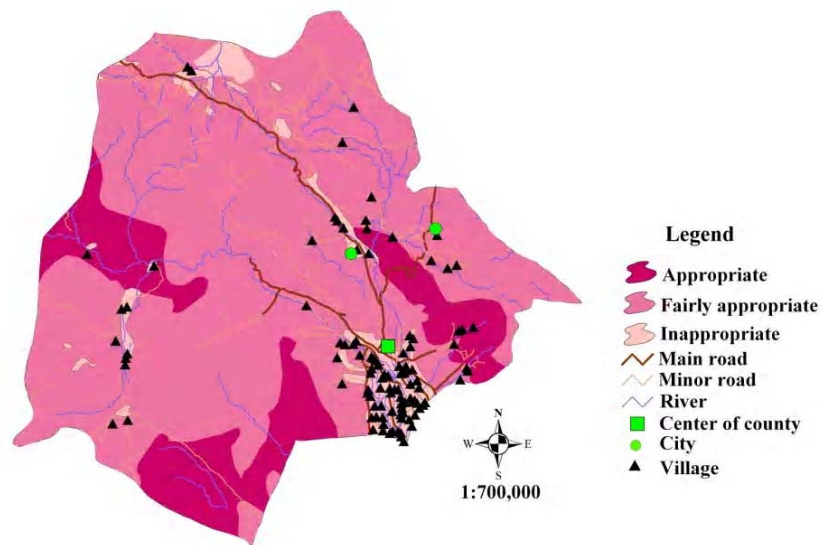 Legend
Appropriate
Fairly appropriate
Inappropriate
Main road
Minor road
River
Center of county
City
Village
N
W E
S
1:700,000